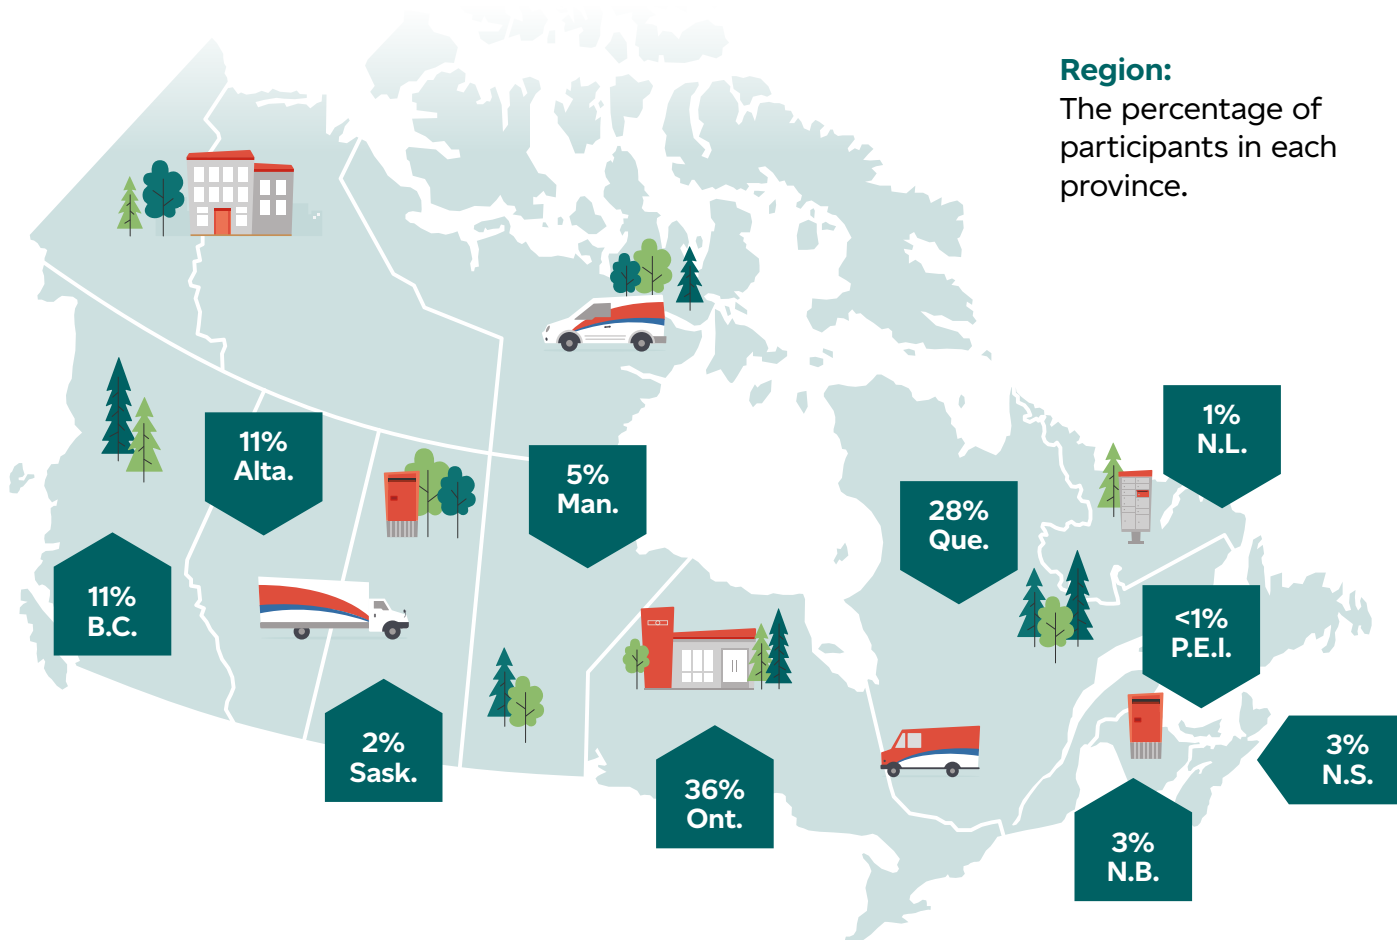 Region:
The percentage of
participants in each
province.
1%
N.L.
11%
Alta.
5%
Man.
28%
Que.
11%
B.C.
<1%
P.E.I.
2%
Sask.
36%
Ont.
3%
N.S.
3%
N.B.